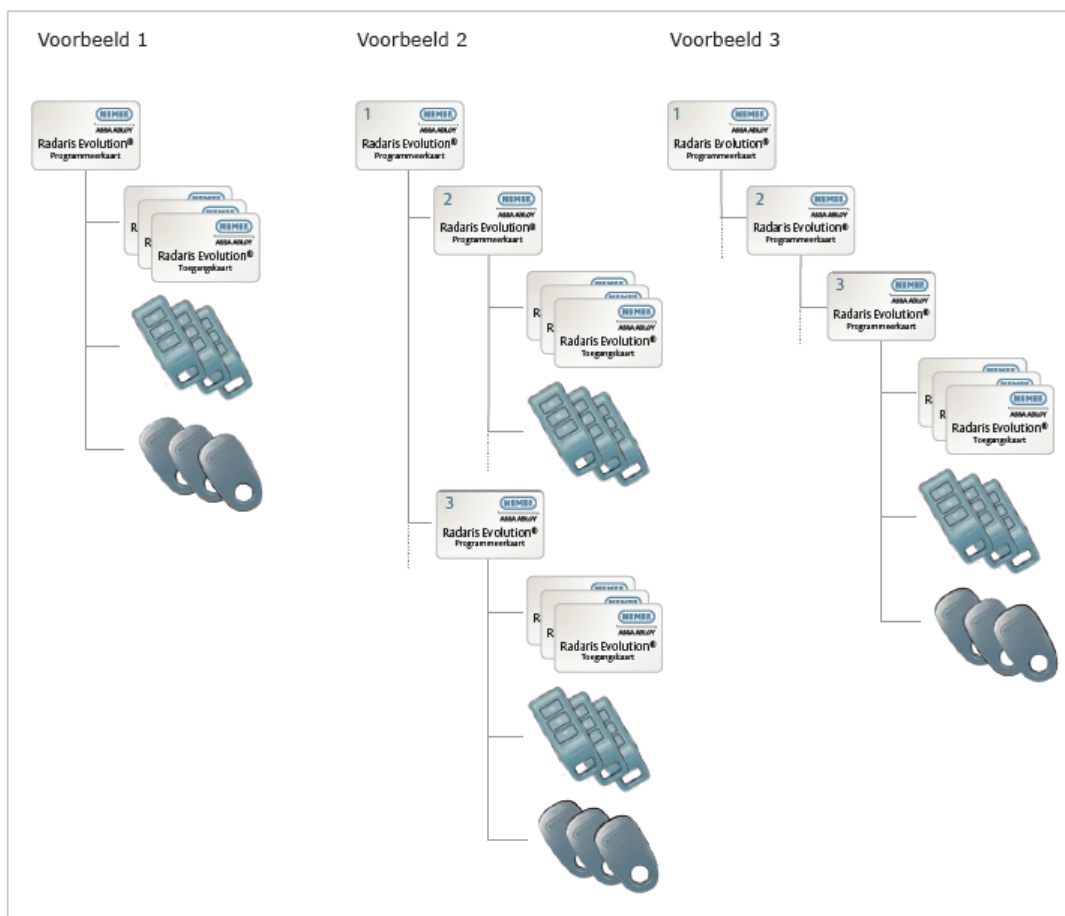 Voorbeeld 1
NEMEF
ASSA ABLOY
Radaris Evolution®
Programmeerkaart
NEMEF
R
NEMEF
R
NEMEF
ASSA ABLOY
Radaris Evolution®
Toegangskaart
Voorbeeld 2
1
NEMEF
ASSA ABLOY
Radaris Evolution®
Programmeerkaart
2
NEMEF
ASSA ABLOY
Radaris Evolution®
Programmeerkaart
R
R
NEMEF
ASSA ABLOY
Radaris Evolution®
Toegangskaart
3
NEMEF
ASSA ABLOY
Radaris Evolution®
Programmeerkaart
R
R
NEMEF
ASSA ABLOY
Radaris Evolution®
Toegangskaart
Voorbeeld 3
1
NEMEF
ASSA ABLOY
Radaris Evolution®
Programmeerkaart
2
NEMEF
ASSA ABLOY
Radaris Evolution®
Programmeerkaart
3
NEMEF
ASSA ABLOY
Radaris Evolution®
Programmeerkaart
R
R
NEMEF
ASSA ABLOY
Radaris Evolution®
Toegangskaart